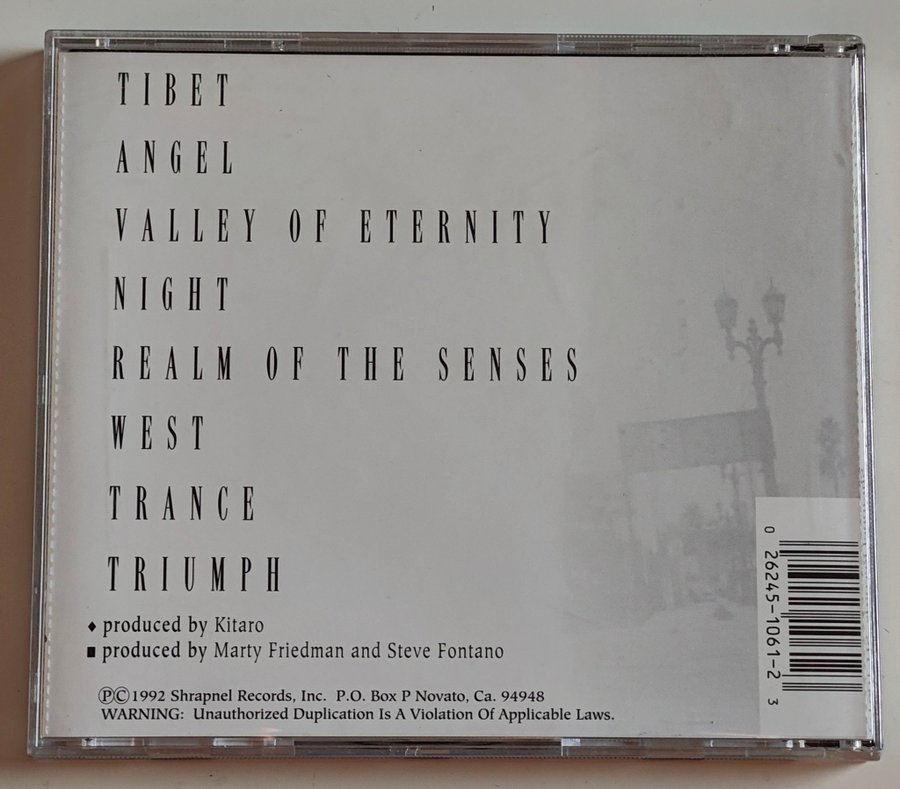 TIBET
ANGEL
VALLEY OF ETERNITY
NIGHT
REALM OF THE SENSES
WEST
TRANCE
TRIUMPH
♦ produced by Kitaro
■ produced by Marty Friedman and Steve Fontano
ⓅⒸ1992 Shrapnel Records, Inc. P.O. Box P Novato, Ca. 94948
WARNING: Unauthorized Duplication Is A Violation Of Applicable Laws.
0 26245-1061-2 3